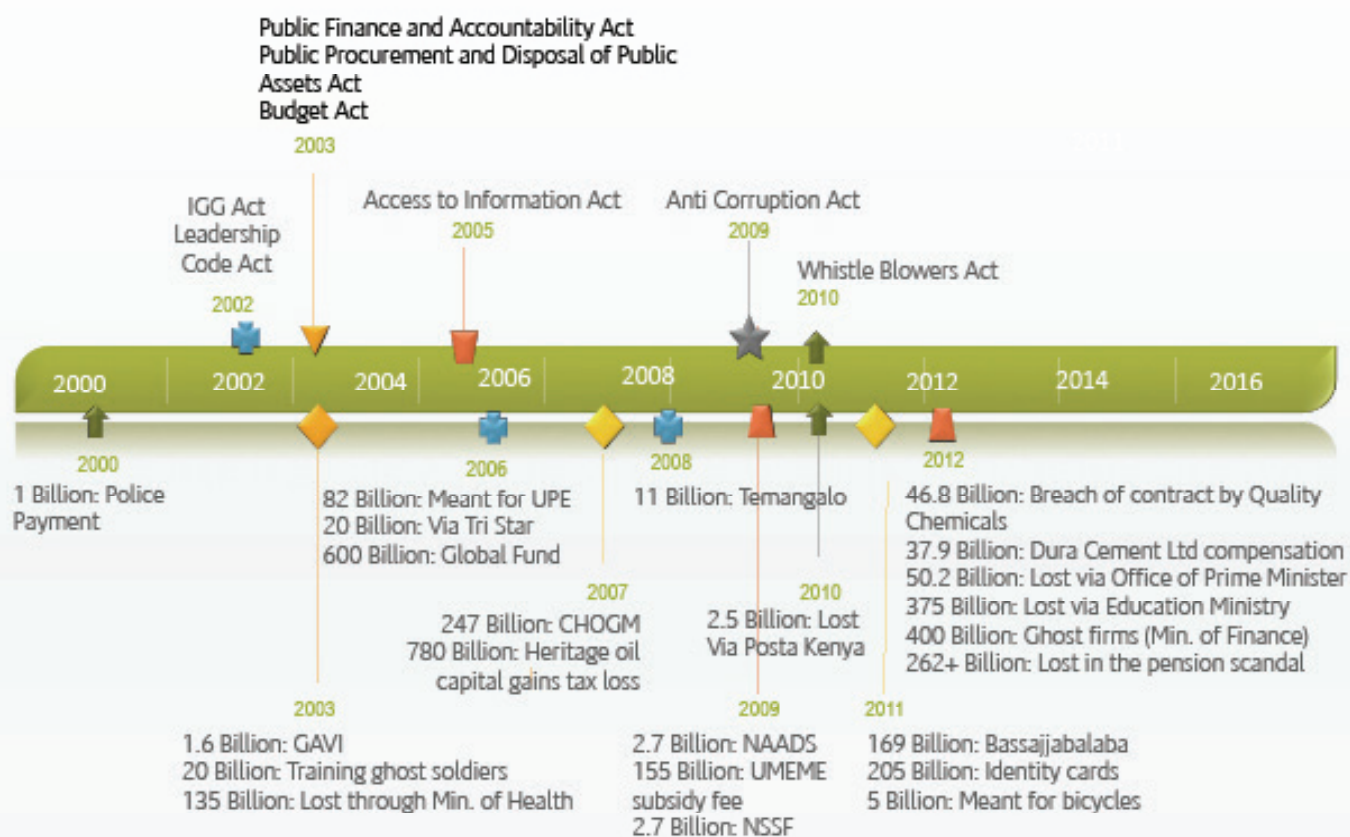 Public Finance and Accountability Act
Public Procurement and Disposal of Public
Assets Act
Budget Act
2003
IGG Act
Leadership
Code Act
2002
Access to Information Act
2005
Anti Corruption Act
2009
Whistle Blowers Act
2010
2000
2002
2004
2006
2008
2010
2012
2014
2016
2000
1 Billion: Police
Payment
2006
82 Billion: Meant for UPE
20 Billion: Via Tri Star
600 Billion: Global Fund
2008
11 Billion: Temangalo
2012
46.8 Billion: Breach of contract by Quality
Chemicals
37.9 Billion: Dura Cement Ltd compensation
50.2 Billion: Lost via Office of Prime Minister
375 Billion: Lost via Education Ministry
400 Billion: Ghost firms (Min. of Finance)
262+ Billion: Lost in the pension scandal
2007
247 Billion: CHOGM
780 Billion: Heritage oil
capital gains tax loss
2010
2.5 Billion: Lost
Via Posta Kenya
2003
1.6 Billion: GAVI
20 Billion: Training ghost soldiers
135 Billion: Lost through Min. of Health
2009
2.7 Billion: NAADS
155 Billion: UMEME
subsidy fee
2.7 Billion: NSSF
2011
169 Billion: Bassajjabalaba
205 Billion: Identity cards
5 Billion: Meant for bicycles